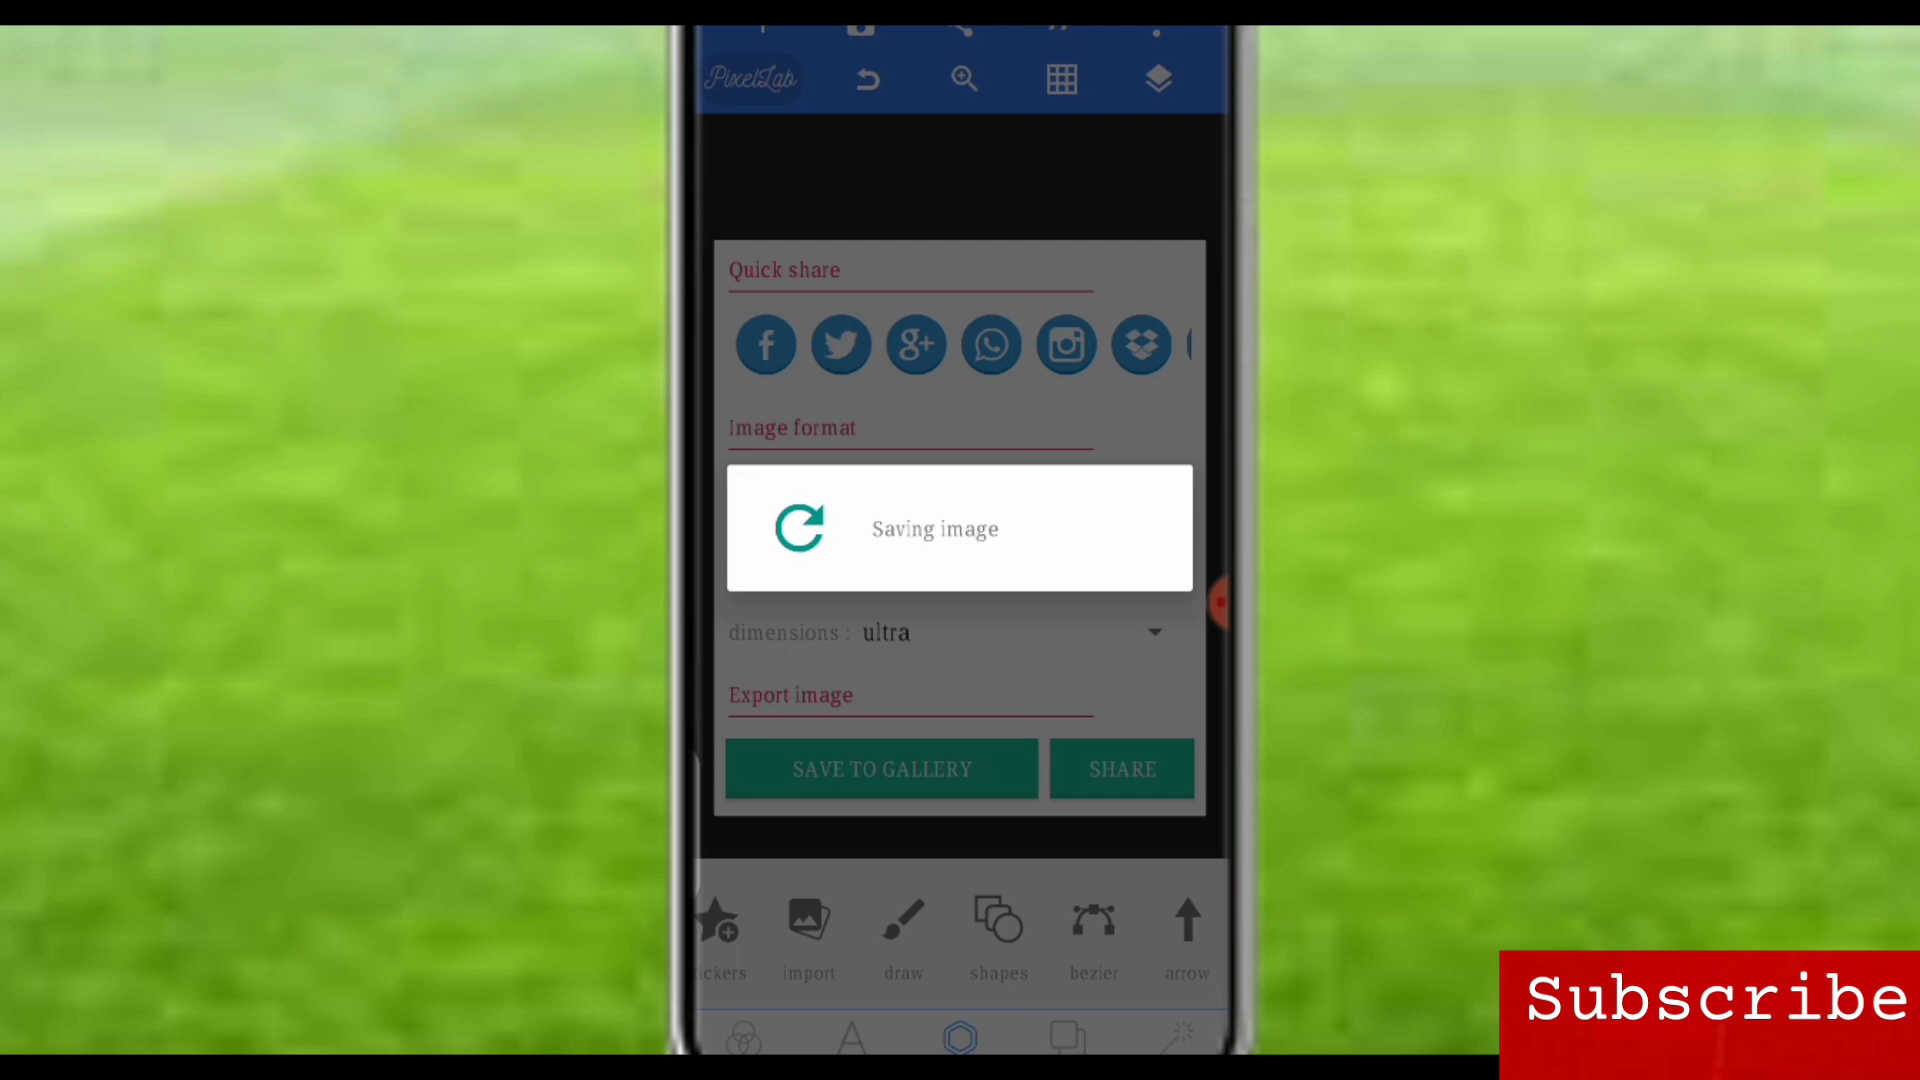 PixelLab
Quick share
Image format
Saving image
dimensions : ultra
Export image
SAVE TO GALLERY SHARE
ickers import draw shapes bezier arrow
Subscribe